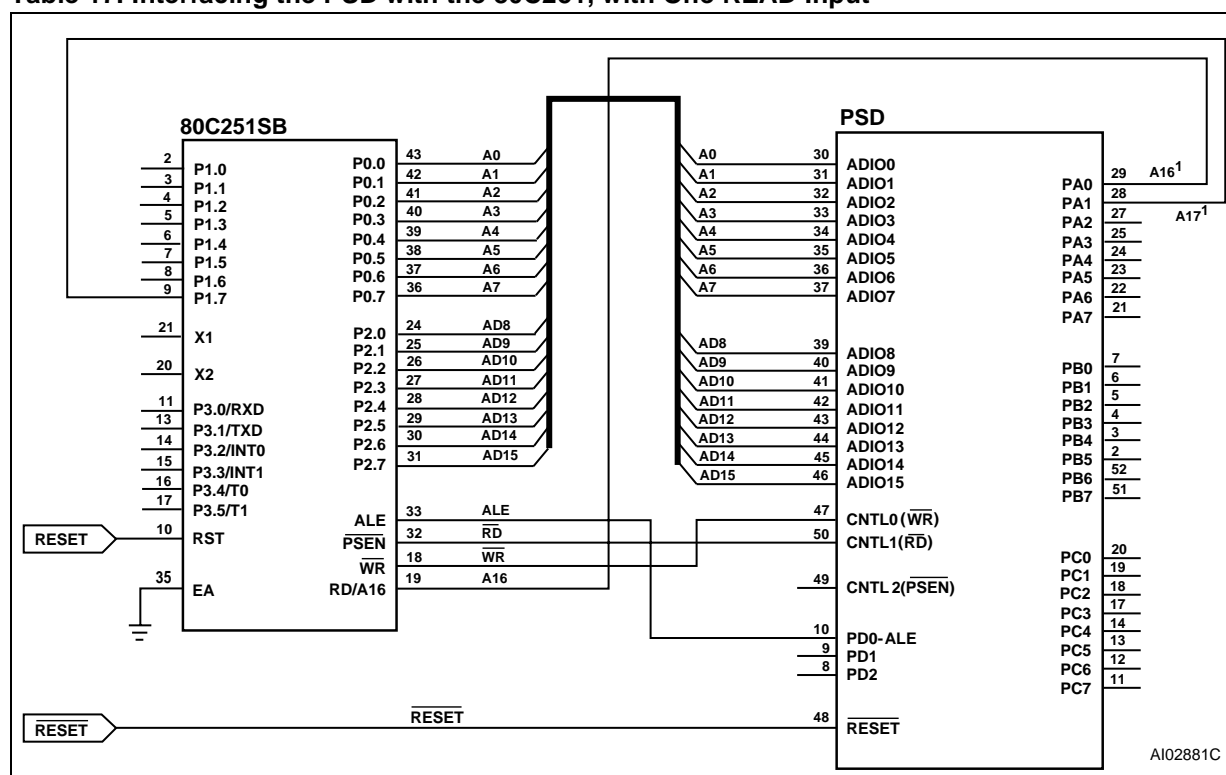 Table 17. Interfacing the PSD with the 80C251, with One READ Input
80C251SB
2 P1.0
3 P1.1
4 P1.2
5 P1.3
6 P1.4
7 P1.5
8 P1.6
9 P1.7
21 X1
20 X2
11 P3.0/RXD
13 P3.1/TXD
14 P3.2/INT0
15 P3.3/INT1
16 P3.4/T0
17 P3.5/T1
RESET 10 RST
35 EA
P0.0 43 A0
P0.1 42 A1
P0.2 41 A2
P0.3 40 A3
P0.4 39 A4
P0.5 38 A5
P0.6 37 A6
P0.7 36 A7
P2.0 24 AD8
P2.1 25 AD9
P2.2 26 AD10
P2.3 27 AD11
P2.4 28 AD12
P2.5 29 AD13
P2.6 30 AD14
P2.7 31 AD15
ALE 33 ALE
P̅S̅E̅N̅ 32 R̅D̅
W̅R̅ 18 W̅R̅
RD/A16 19 A16
PSD
A0 30 ADIO0
A1 31 ADIO1
A2 32 ADIO2
A3 33 ADIO3
A4 34 ADIO4
A5 35 ADIO5
A6 36 ADIO6
A7 37 ADIO7
AD8 39 ADIO8
AD9 40 ADIO9
AD10 41 ADIO10
AD11 42 ADIO11
AD12 43 ADIO12
AD13 44 ADIO13
AD14 45 ADIO14
AD15 46 ADIO15
47 CNTL0(W̅R̅)
50 CNTL1(R̅D̅)
49 CNTL 2(P̅S̅E̅N̅)
10 PD0-ALE
9 PD1
8 PD2
R̅E̅S̅E̅T̅ R̅E̅S̅E̅T̅ 48 R̅E̅S̅E̅T̅
PA0 29 A16¹
PA1 28 A17¹
PA2 27
PA3 25
PA4 24
PA5 23
PA6 22
PA7 21
PB0 7
PB1 6
PB2 5
PB3 4
PB4 3
PB5 2
PB6 52
PB7 51
PC0 20
PC1 19
PC2 18
PC3 17
PC4 14
PC5 13
PC6 12
PC7 11
AI02881C